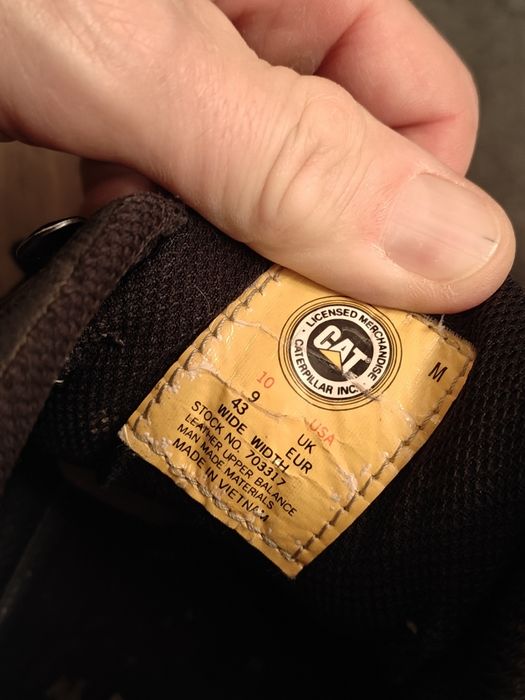 · LICENSED MERCHANDISE ·
CAT
CATERPILLAR INC.
M
10 USA
9 UK
43 EUR
WIDE WIDTH
STOCK NO. 703317
LEATHER UPPER BALANCE
MAN MADE MATERIALS
MADE IN VIETNAM